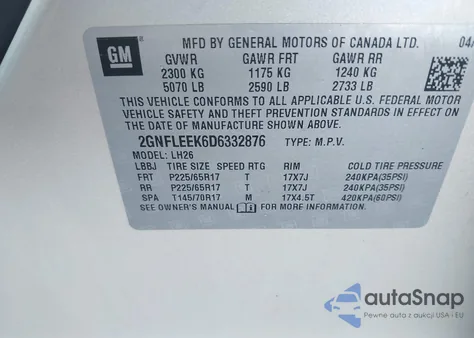 GM
MFD BY GENERAL MOTORS OF CANADA LTD. 04/
GVWR GAWR FRT GAWR RR
2300 KG 1175 KG 1240 KG
5070 LB 2590 LB 2733 LB
THIS VEHICLE CONFORMS TO ALL APPLICABLE U.S. FEDERAL MOTOR
VEHICLE SAFETY AND THEFT PREVENTION STANDARDS IN EFFECT ON
THE DATE OF MANUFACTURE SHOWN ABOVE.
2GNFLEEK6D6332876 TYPE: M.P.V.
MODEL: LH26
LBBJ TIRE SIZE SPEED RTG RIM COLD TIRE PRESSURE
FRT P225/65R17 T 17X7J 240KPA(35PSI)
RR P225/65R17 T 17X7J 240KPA(35PSI)
SPA T145/70R17 M 17X4.5T 420KPA(60PSI)
SEE OWNER'S MANUAL FOR MORE INFORMATION
autoSnap
Pewne auta z aukcji USA i EU